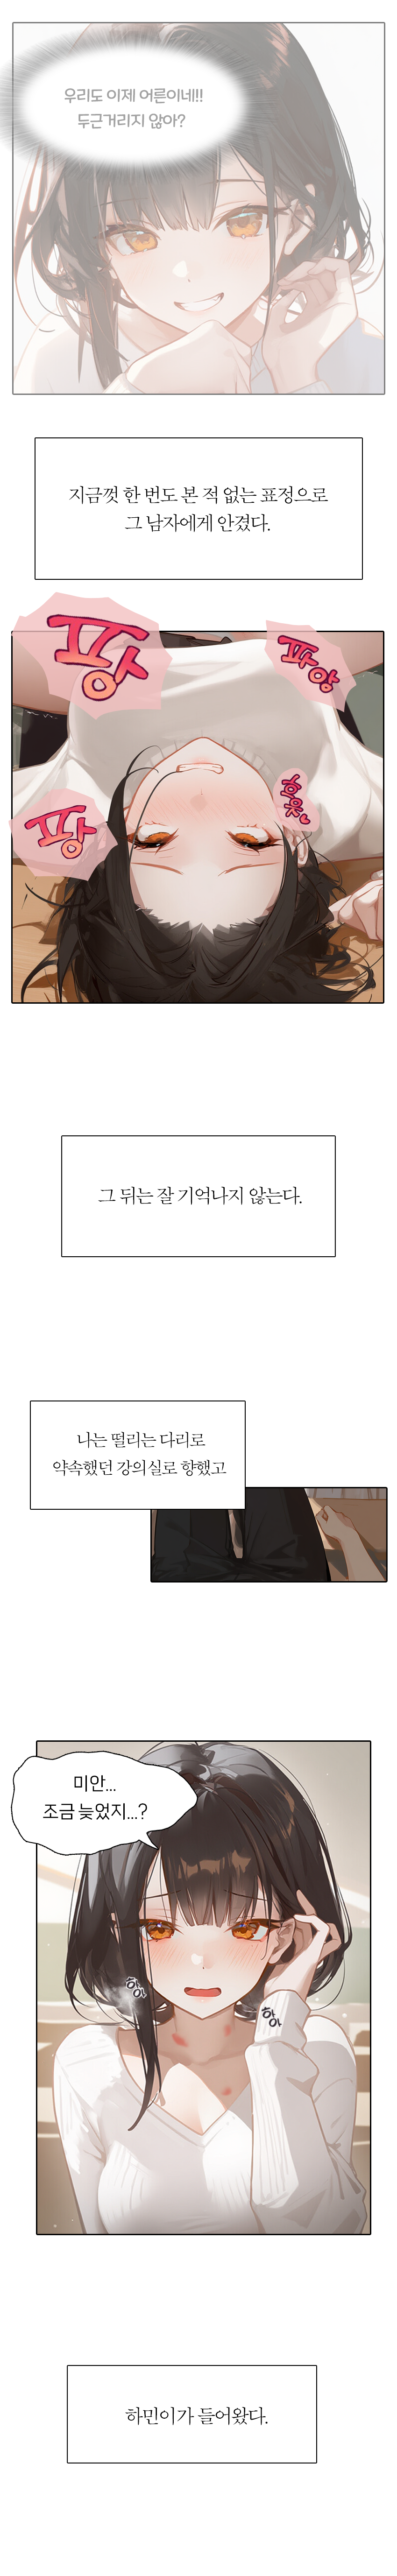 우리도 이제 어른이네!!
두근거리지 않아?
지금껏 한 번도 본 적 없는 표정으로
그 남자에게 안겼다.
팡
파앙
흐읏
팡
그 뒤는 잘 기억나지 않는다.
나는 떨리는 다리로
약속했던 강의실로 향했고
미안...
조금 늦었지...?
하아
하아
하민이가 들어왔다.